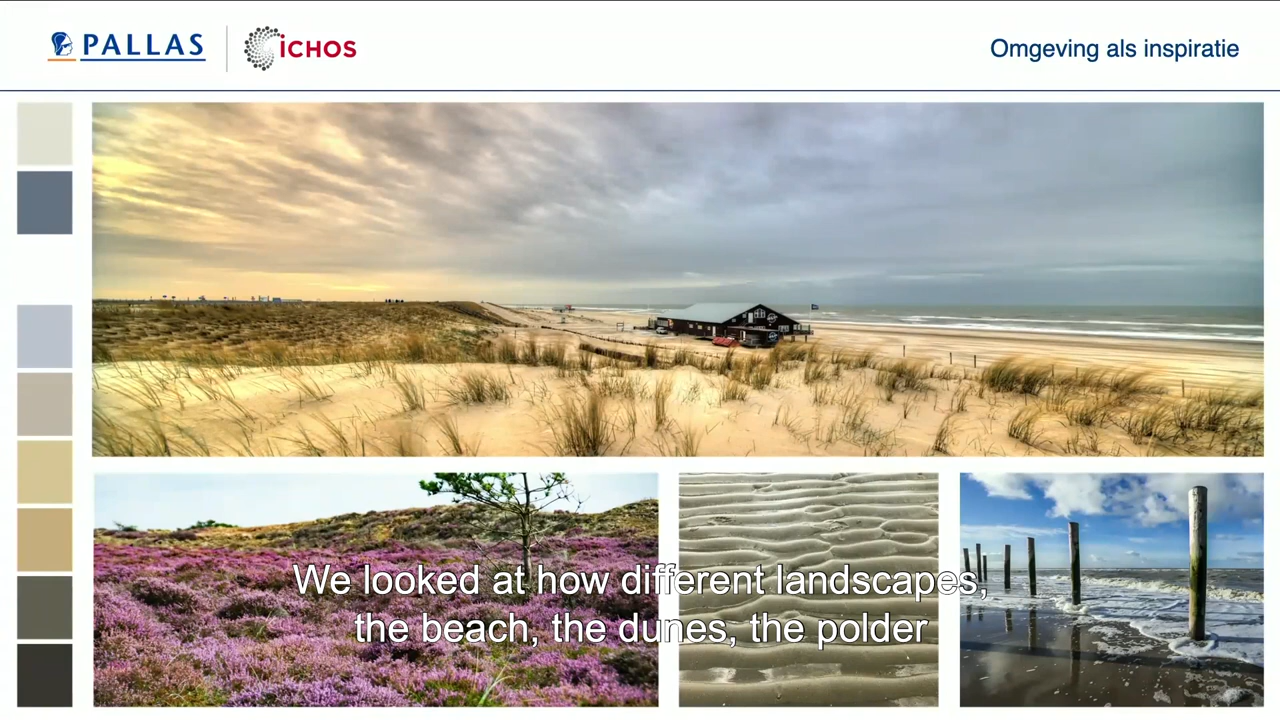 PALLAS
iCHOS
Omgeving als inspiratie
We looked at how different landscapes,
the beach, the dunes, the polder